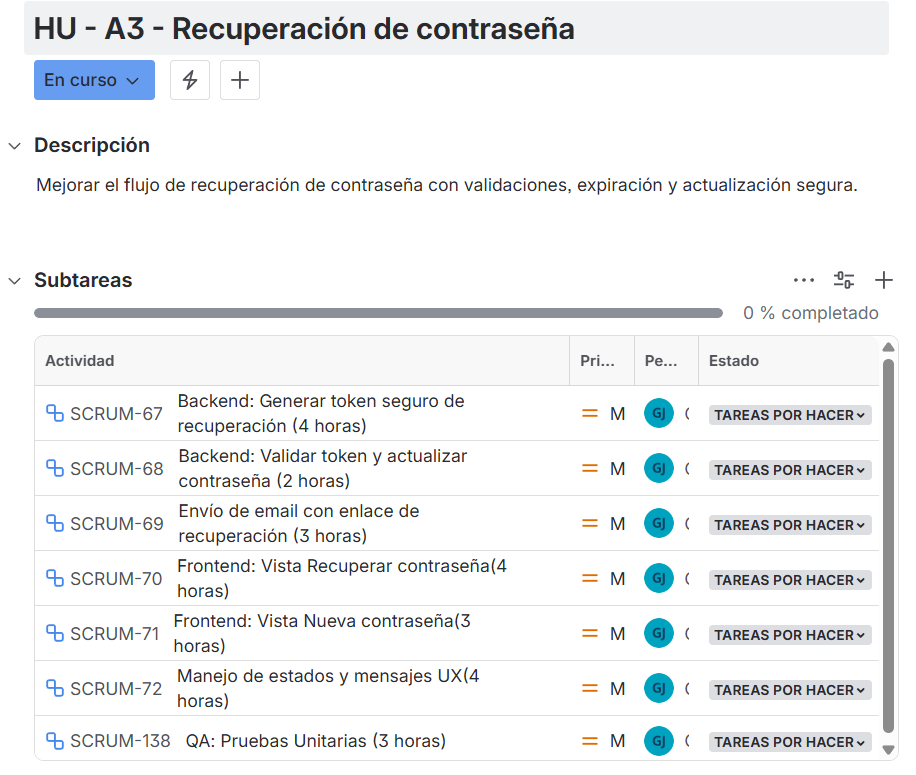 HU - A3 - Recuperación de contraseña
En curso
Descripción
Mejorar el flujo de recuperación de contraseña con validaciones, expiración y actualización segura.
Subtareas
0 % completado
Actividad Pri... Pe... Estado
SCRUM-67 Backend: Generar token seguro de
recuperación (4 horas) M GJ TAREAS POR HACER
SCRUM-68 Backend: Validar token y actualizar
contraseña (2 horas) M GJ TAREAS POR HACER
SCRUM-69 Envío de email con enlace de
recuperación (3 horas) M GJ TAREAS POR HACER
SCRUM-70 Frontend: Vista Recuperar contraseña(4
horas) M GJ TAREAS POR HACER
SCRUM-71 Frontend: Vista Nueva contraseña(3
horas) M GJ TAREAS POR HACER
SCRUM-72 Manejo de estados y mensajes UX(4
horas) M GJ TAREAS POR HACER
SCRUM-138 QA: Pruebas Unitarias (3 horas) M GJ TAREAS POR HACER